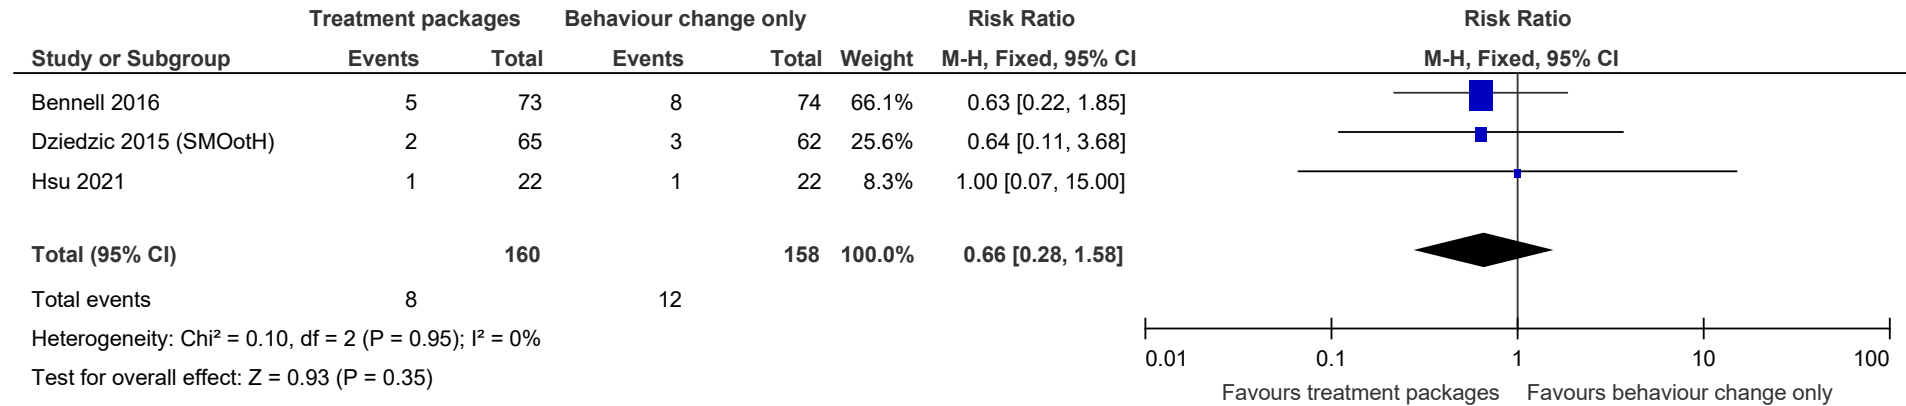 Treatment packages Behaviour change only Risk Ratio Risk Ratio
Study or Subgroup Events Total Events Total Weight M-H, Fixed, 95% CI M-H, Fixed, 95% CI
Bennell 2016 5 73 8 74 66.1% 0.63 [0.22, 1.85]
Dziedzic 2015 (SMOotH) 2 65 3 62 25.6% 0.64 [0.11, 3.68]
Hsu 2021 1 22 1 22 8.3% 1.00 [0.07, 15.00]
Total (95% CI) 160 158 100.0% 0.66 [0.28, 1.58]
Total events 8 12
Heterogeneity: Chi² = 0.10, df = 2 (P = 0.95); I² = 0%
Test for overall effect: Z = 0.93 (P = 0.35)
0.01 0.1 1 10 100
Favours treatment packages Favours behaviour change only